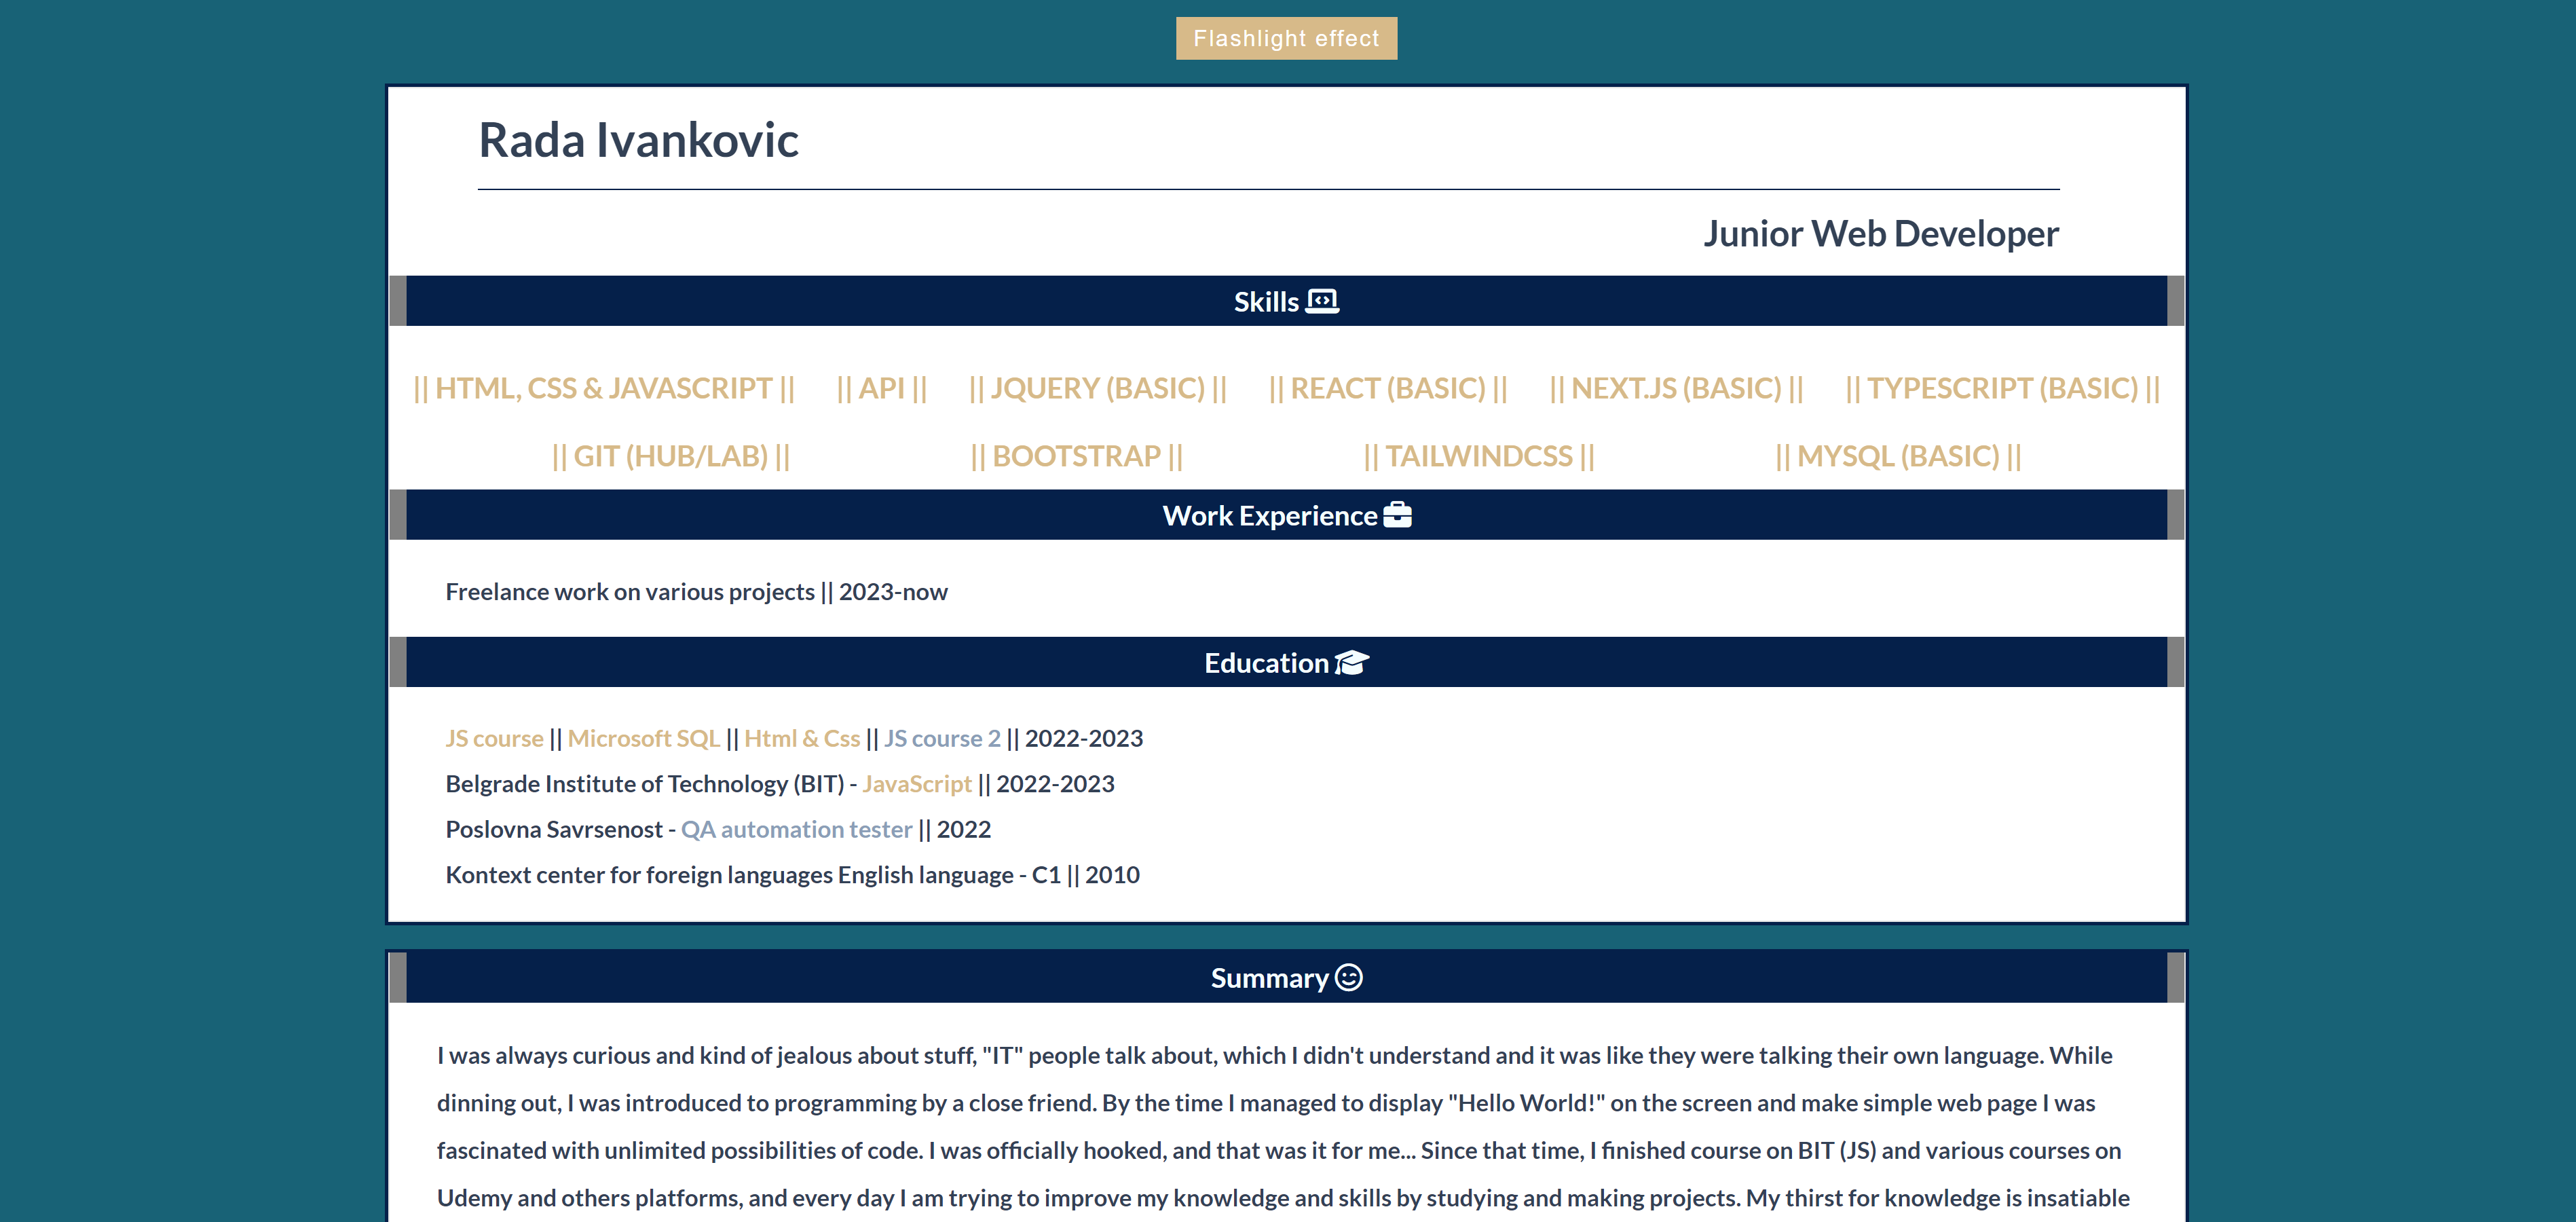 Flashlight effect
Rada Ivankovic
Junior Web Developer
Skills
|| HTML, CSS & JAVASCRIPT || || API || || JQUERY (BASIC) || || REACT (BASIC) || || NEXT.JS (BASIC) || || TYPESCRIPT (BASIC) ||
|| GIT (HUB/LAB) || || BOOTSTRAP || || TAILWINDCSS || || MYSQL (BASIC) ||
Work Experience
Freelance work on various projects || 2023-now
Education
JS course || Microsoft SQL || Html & Css || JS course 2 || 2022-2023
Belgrade Institute of Technology (BIT) - JavaScript || 2022-2023
Poslovna Savrsenost - QA automation tester || 2022
Kontext center for foreign languages English language - C1 || 2010
Summary
I was always curious and kind of jealous about stuff, "IT" people talk about, which I didn't understand and it was like they were talking their own language. While
dinning out, I was introduced to programming by a close friend. By the time I managed to display "Hello World!" on the screen and make simple web page I was
fascinated with unlimited possibilities of code. I was officially hooked, and that was it for me... Since that time, I finished course on BIT (JS) and various courses on
Udemy and others platforms, and every day I am trying to improve my knowledge and skills by studying and making projects. My thirst for knowledge is insatiable